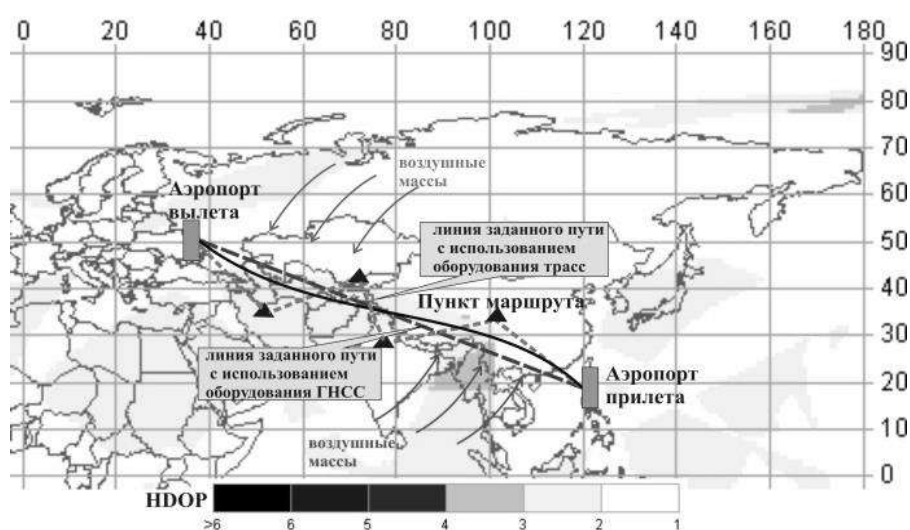 0 20 40 60 80 100 120 140 160 180
90
80
70
60
50
40
30
20
10
0
воздушные
массы
Аэропорт
вылета
линия заданного пути
с использованием
оборудования трасс
Пункт маршрута
линия заданного пути
с использованием
оборудования ГНСС
Аэропорт
прилета
воздушные
массы
HDOP
>6 6 5 4 3 2 1